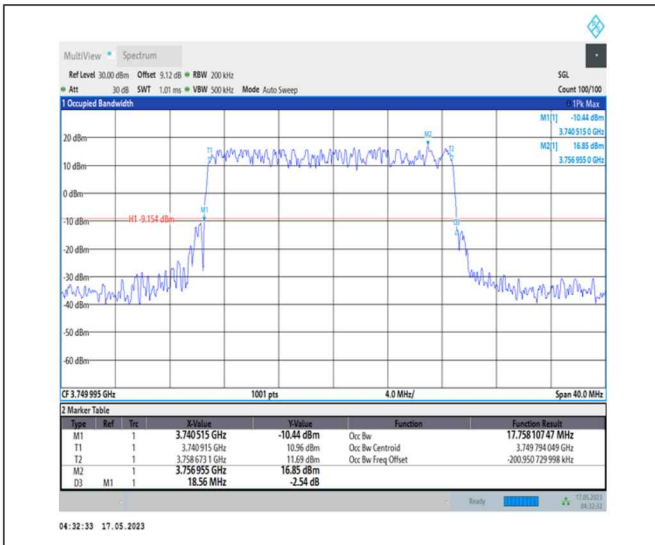 MultiView Spectrum
Ref Level 30.00 dBm Offset 9.12 dB RBW 200 kHz SGL
Att 30 dB SWT 1.01 ms VBW 500 kHz Mode Auto Sweep Count 100/100
1 Occupied Bandwidth 1Pk Max
M1[1] -10.44 dBm
3.740 515 0 GHz
M2[1] 16.85 dBm
3.756 955 0 GHz
20 dBm
M2
10 dBm
0 dBm
M1
H1 -9.154 dBm
-10 dBm
-20 dBm
-30 dBm
-40 dBm
-50 dBm
-60 dBm
CF 3.749 995 GHz 1001 pts 4.0 MHz/ Span 40.0 MHz
2 Marker Table
Type Ref Trc X-Value Y-Value Function Function Result
M1 1 3.740 515 GHz -10.44 dBm Occ Bw 17.758 107 47 MHz
T1 1 3.740 915 GHz 10.96 dBm Occ Bw Centroid 3.749 794 049 GHz
T2 1 3.758 673 1 GHz 11.69 dBm Occ Bw Freq Offset -200.950 729 998 kHz
M2 1 3.756 955 GHz 16.85 dBm
D3 M1 1 18.56 MHz -2.54 dB
Ready 17.05.2023
04:32:32
04:32:33 17.05.2023